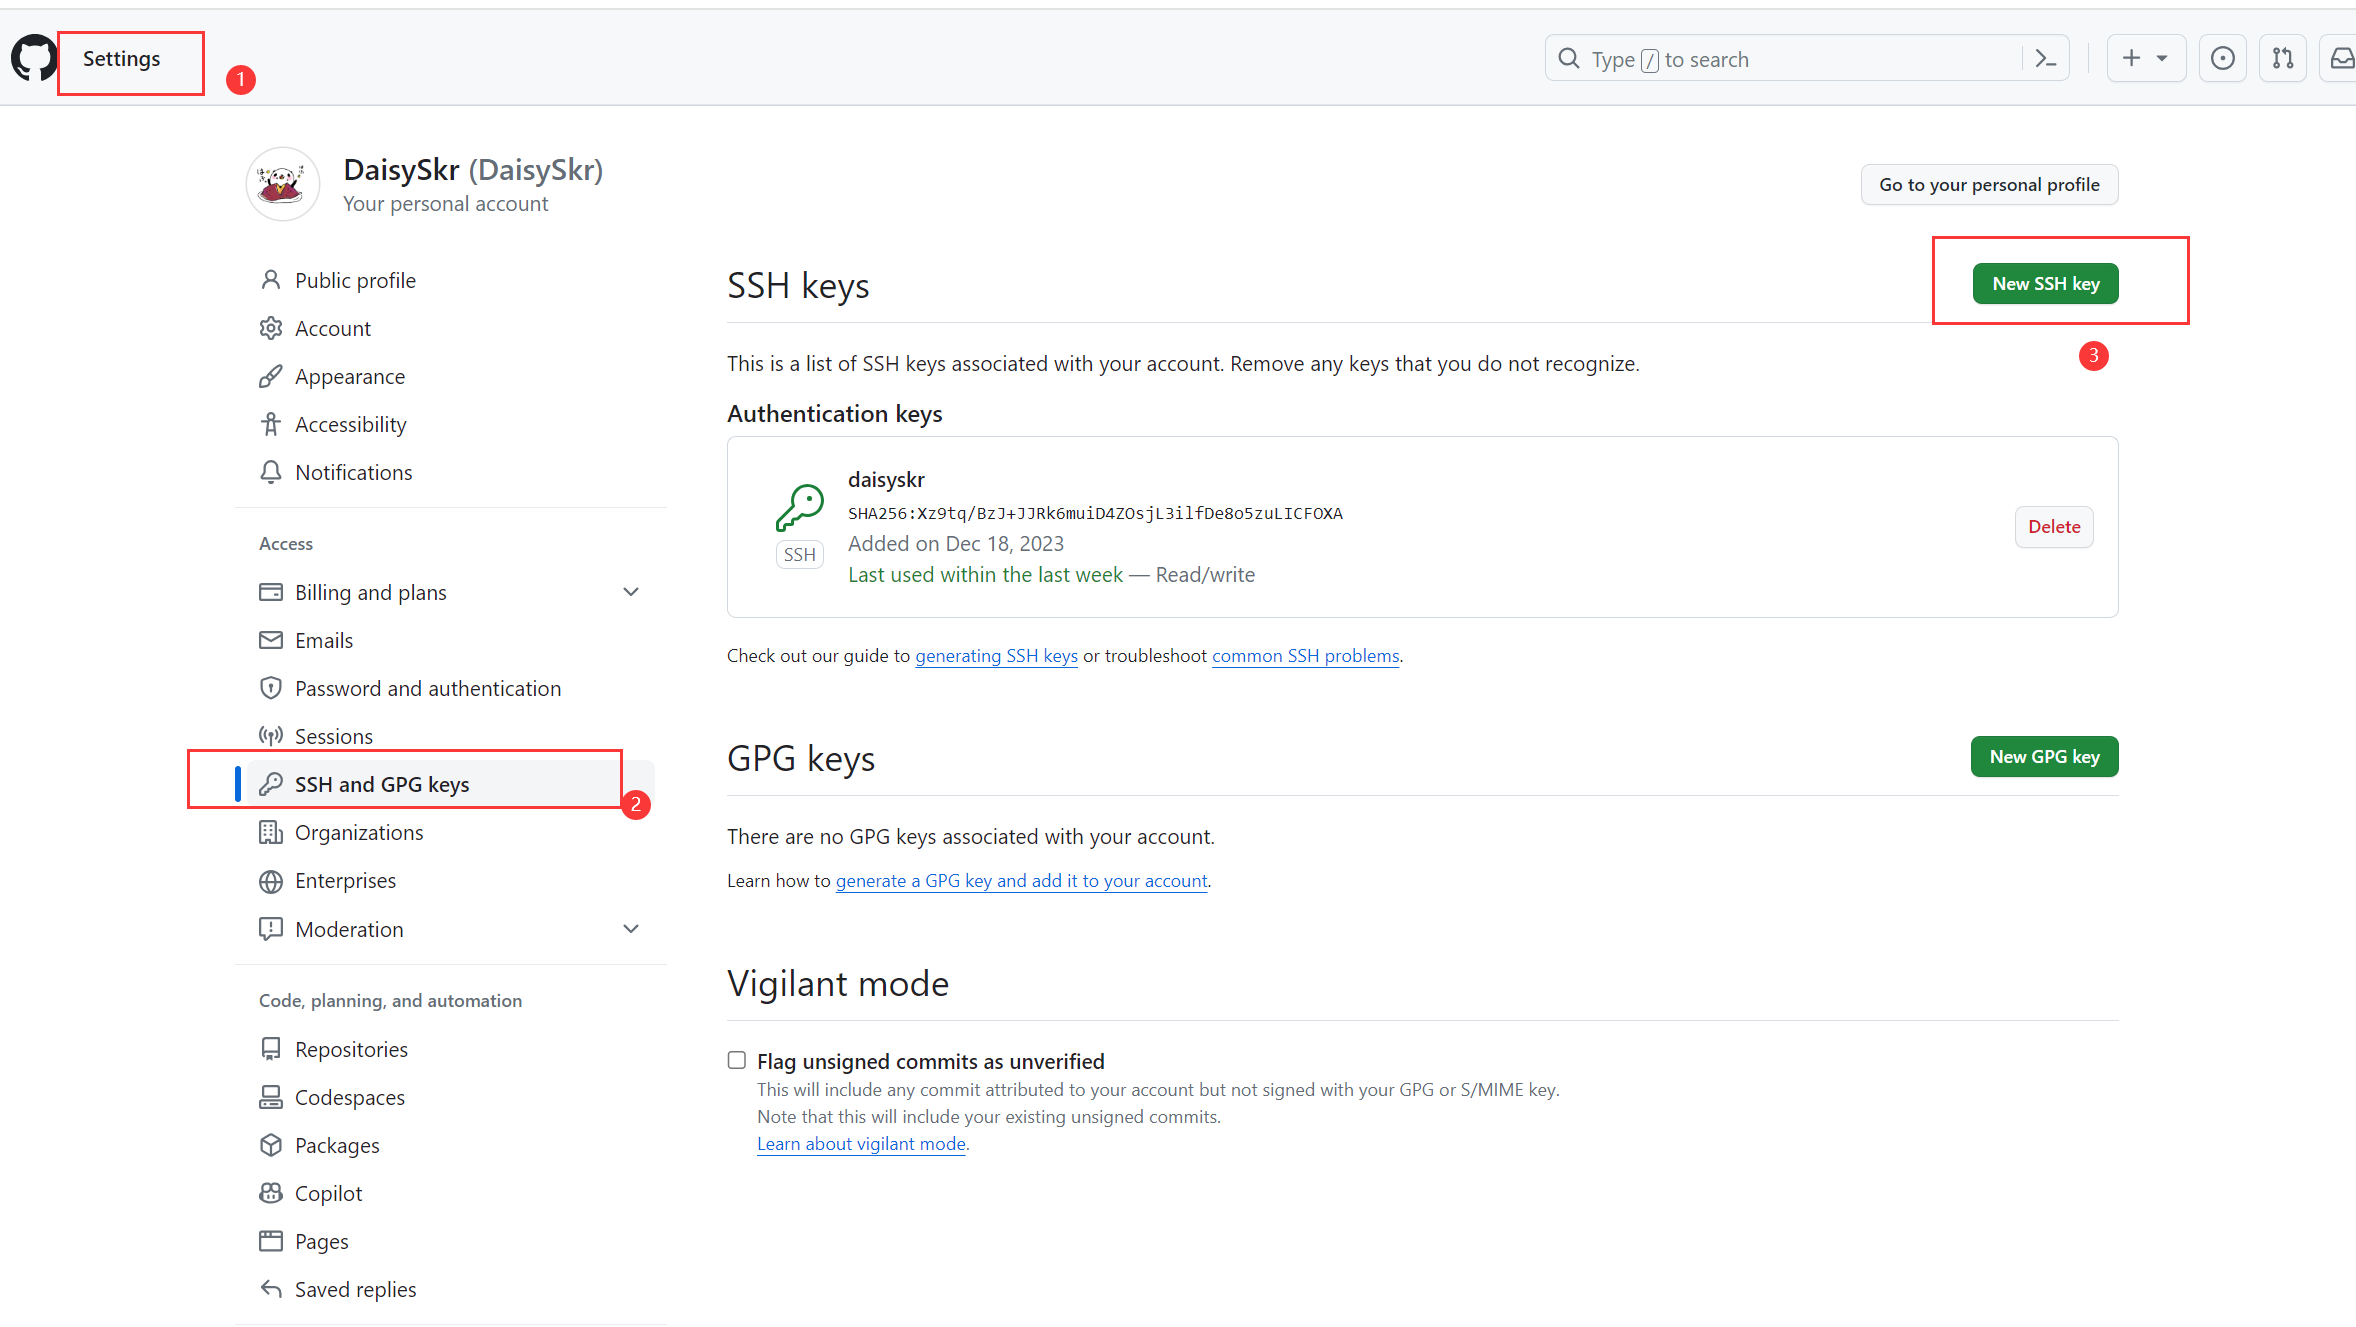 Settings
1
Type / to search
DaisySkr (DaisySkr)
Your personal account
Go to your personal profile
Public profile
Account
Appearance
Accessibility
Notifications
Access
Billing and plans
Emails
Password and authentication
Sessions
SSH and GPG keys
2
Organizations
Enterprises
Moderation
Code, planning, and automation
Repositories
Codespaces
Packages
Copilot
Pages
Saved replies
SSH keys
New SSH key
3
This is a list of SSH keys associated with your account. Remove any keys that you do not recognize.
Authentication keys
daisyskr
SHA256:Xz9tq/BzJ+JJRk6muiD4ZOsjL3ilfDe8o5zuLICFOXA
SSH
Added on Dec 18, 2023
Last used within the last week — Read/write
Delete
Check out our guide to generating SSH keys or troubleshoot common SSH problems.
GPG keys
New GPG key
There are no GPG keys associated with your account.
Learn how to generate a GPG key and add it to your account.
Vigilant mode
Flag unsigned commits as unverified
This will include any commit attributed to your account but not signed with your GPG or S/MIME key.
Note that this will include your existing unsigned commits.
Learn about vigilant mode.